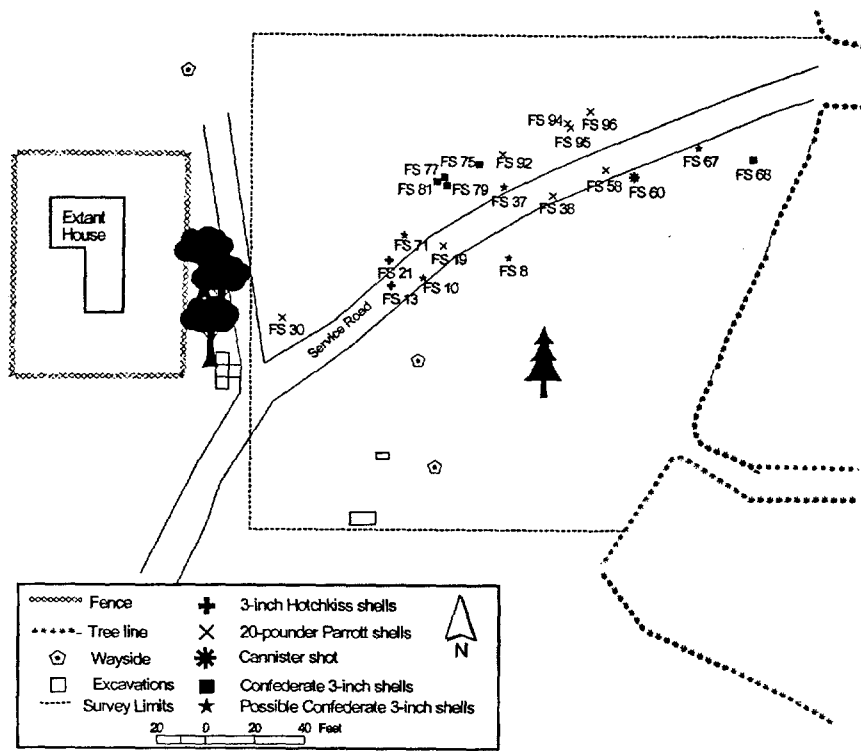 FS 94
FS 96
FS 95
FS 92
FS 75
FS 77
FS 81
FS 79
FS 37
FS 38
FS 58
FS 60
FS 67
FS 68
Extant
House
FS 71
FS 19
FS 21
FS 10
FS 13
FS 8
FS 30
Service Road
Fence
3-inch Hotchkiss shells
Tree line
20-pounder Parrott shells
N
Wayside
Cannister shot
Excavations
Confederate 3-inch shells
Survey Limits
Possible Confederate 3-inch shells
20 0 20 40 Feet